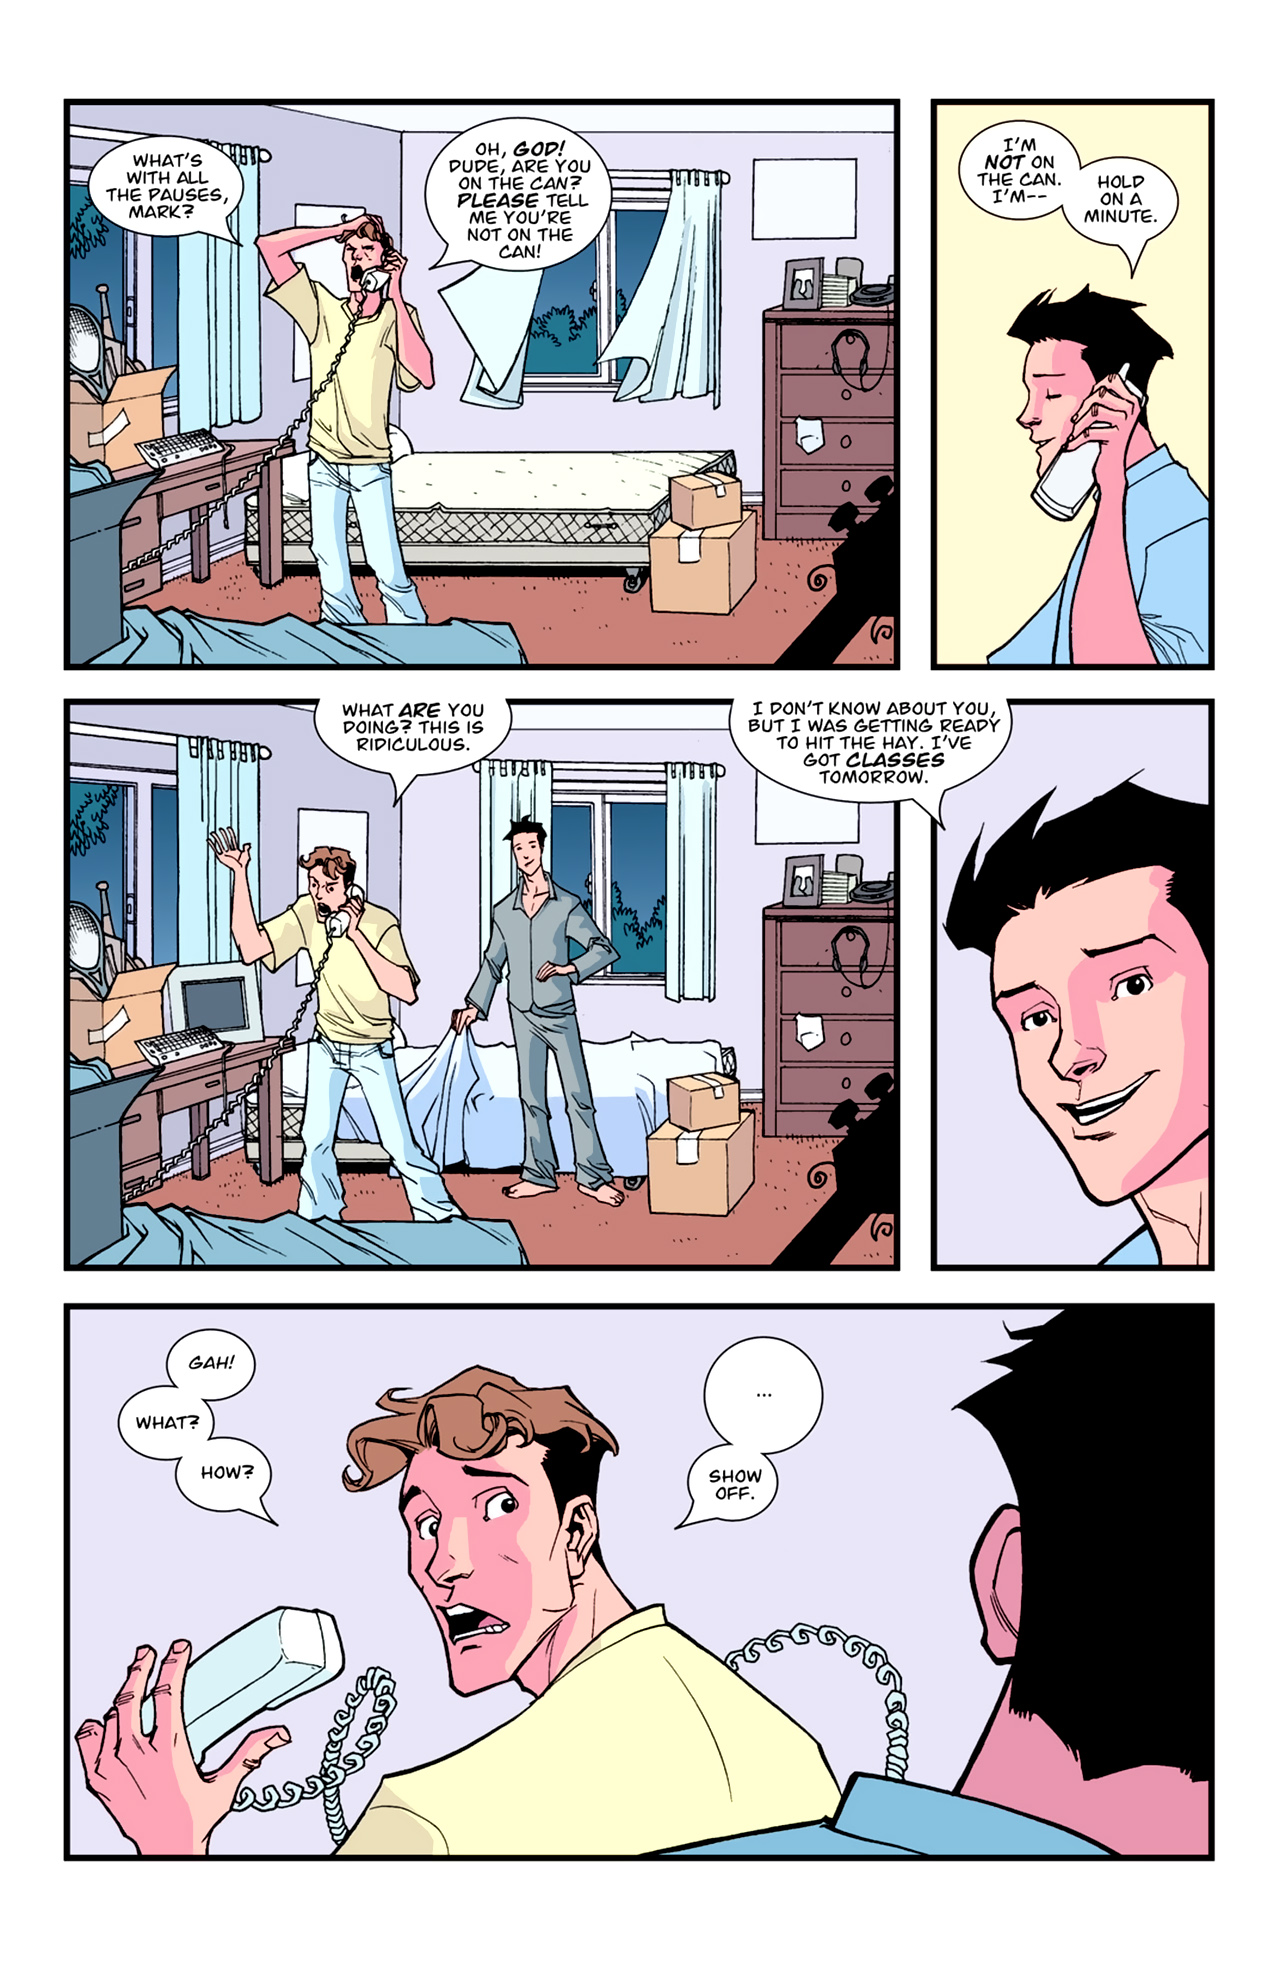 WHAT'S
WITH ALL
THE PAUSES,
MARK?
OH, GOD!
DUDE, ARE YOU
ON THE CAN?
PLEASE TELL
ME YOU'RE
NOT ON THE
CAN!
I'M
NOT ON
THE CAN.
I'M--
HOLD
ON A
MINUTE.
WHAT ARE YOU
DOING? THIS IS
RIDICULOUS.
I DON'T KNOW ABOUT YOU,
BUT I WAS GETTING READY
TO HIT THE HAY. I'VE
GOT CLASSES
TOMORROW.
GAH!
WHAT?
HOW?
...
SHOW
OFF.